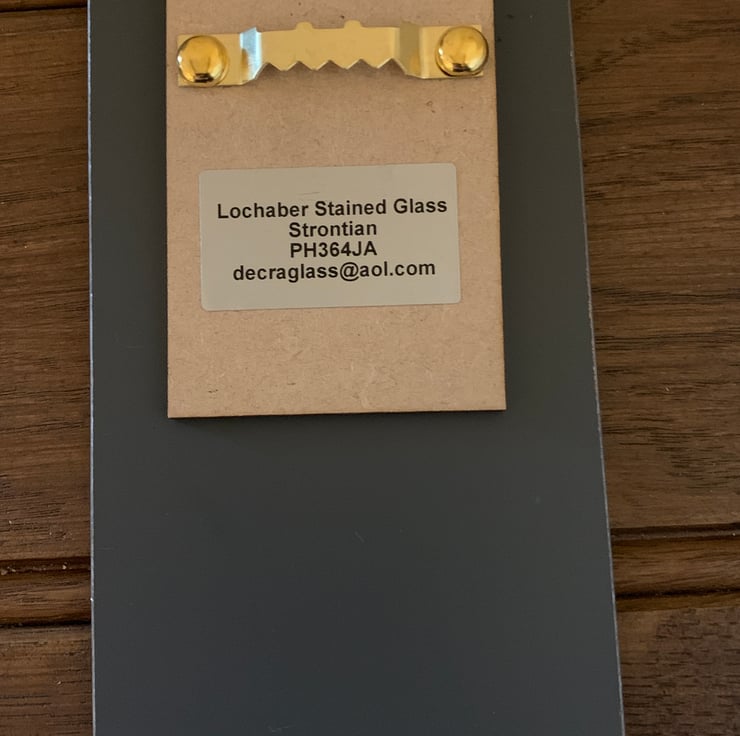 Lochaber Stained Glass
Strontian
PH364JA
decraglass@aol.com